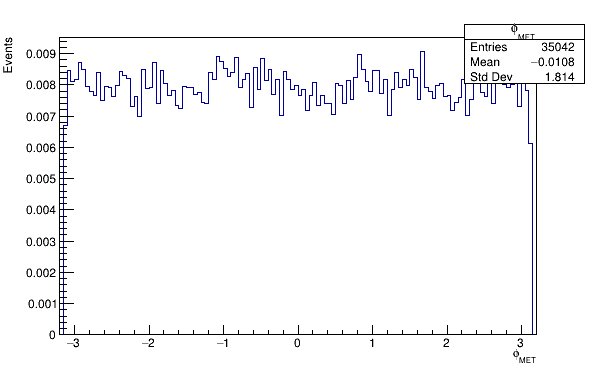 ϕ_MET
Entries 35042
Mean −0.0108
Std Dev 1.814
Events
0.009
0.008
0.007
0.006
0.005
0.004
0.003
0.002
0.001
0
−3 −2 −1 0 1 2 3
ϕ_MET